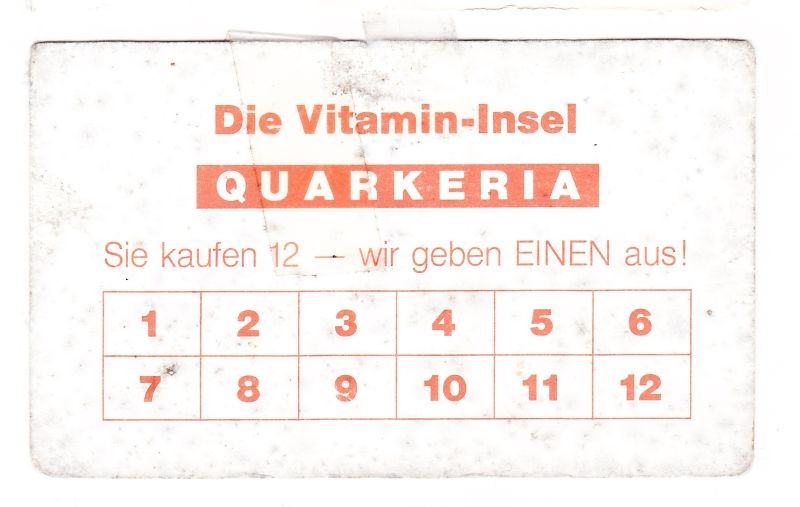 Die Vitamin-Insel
QUARKERIA
Sie kaufen 12 — wir geben EINEN aus!
1 2 3 4 5 6
7 8 9 10 11 12